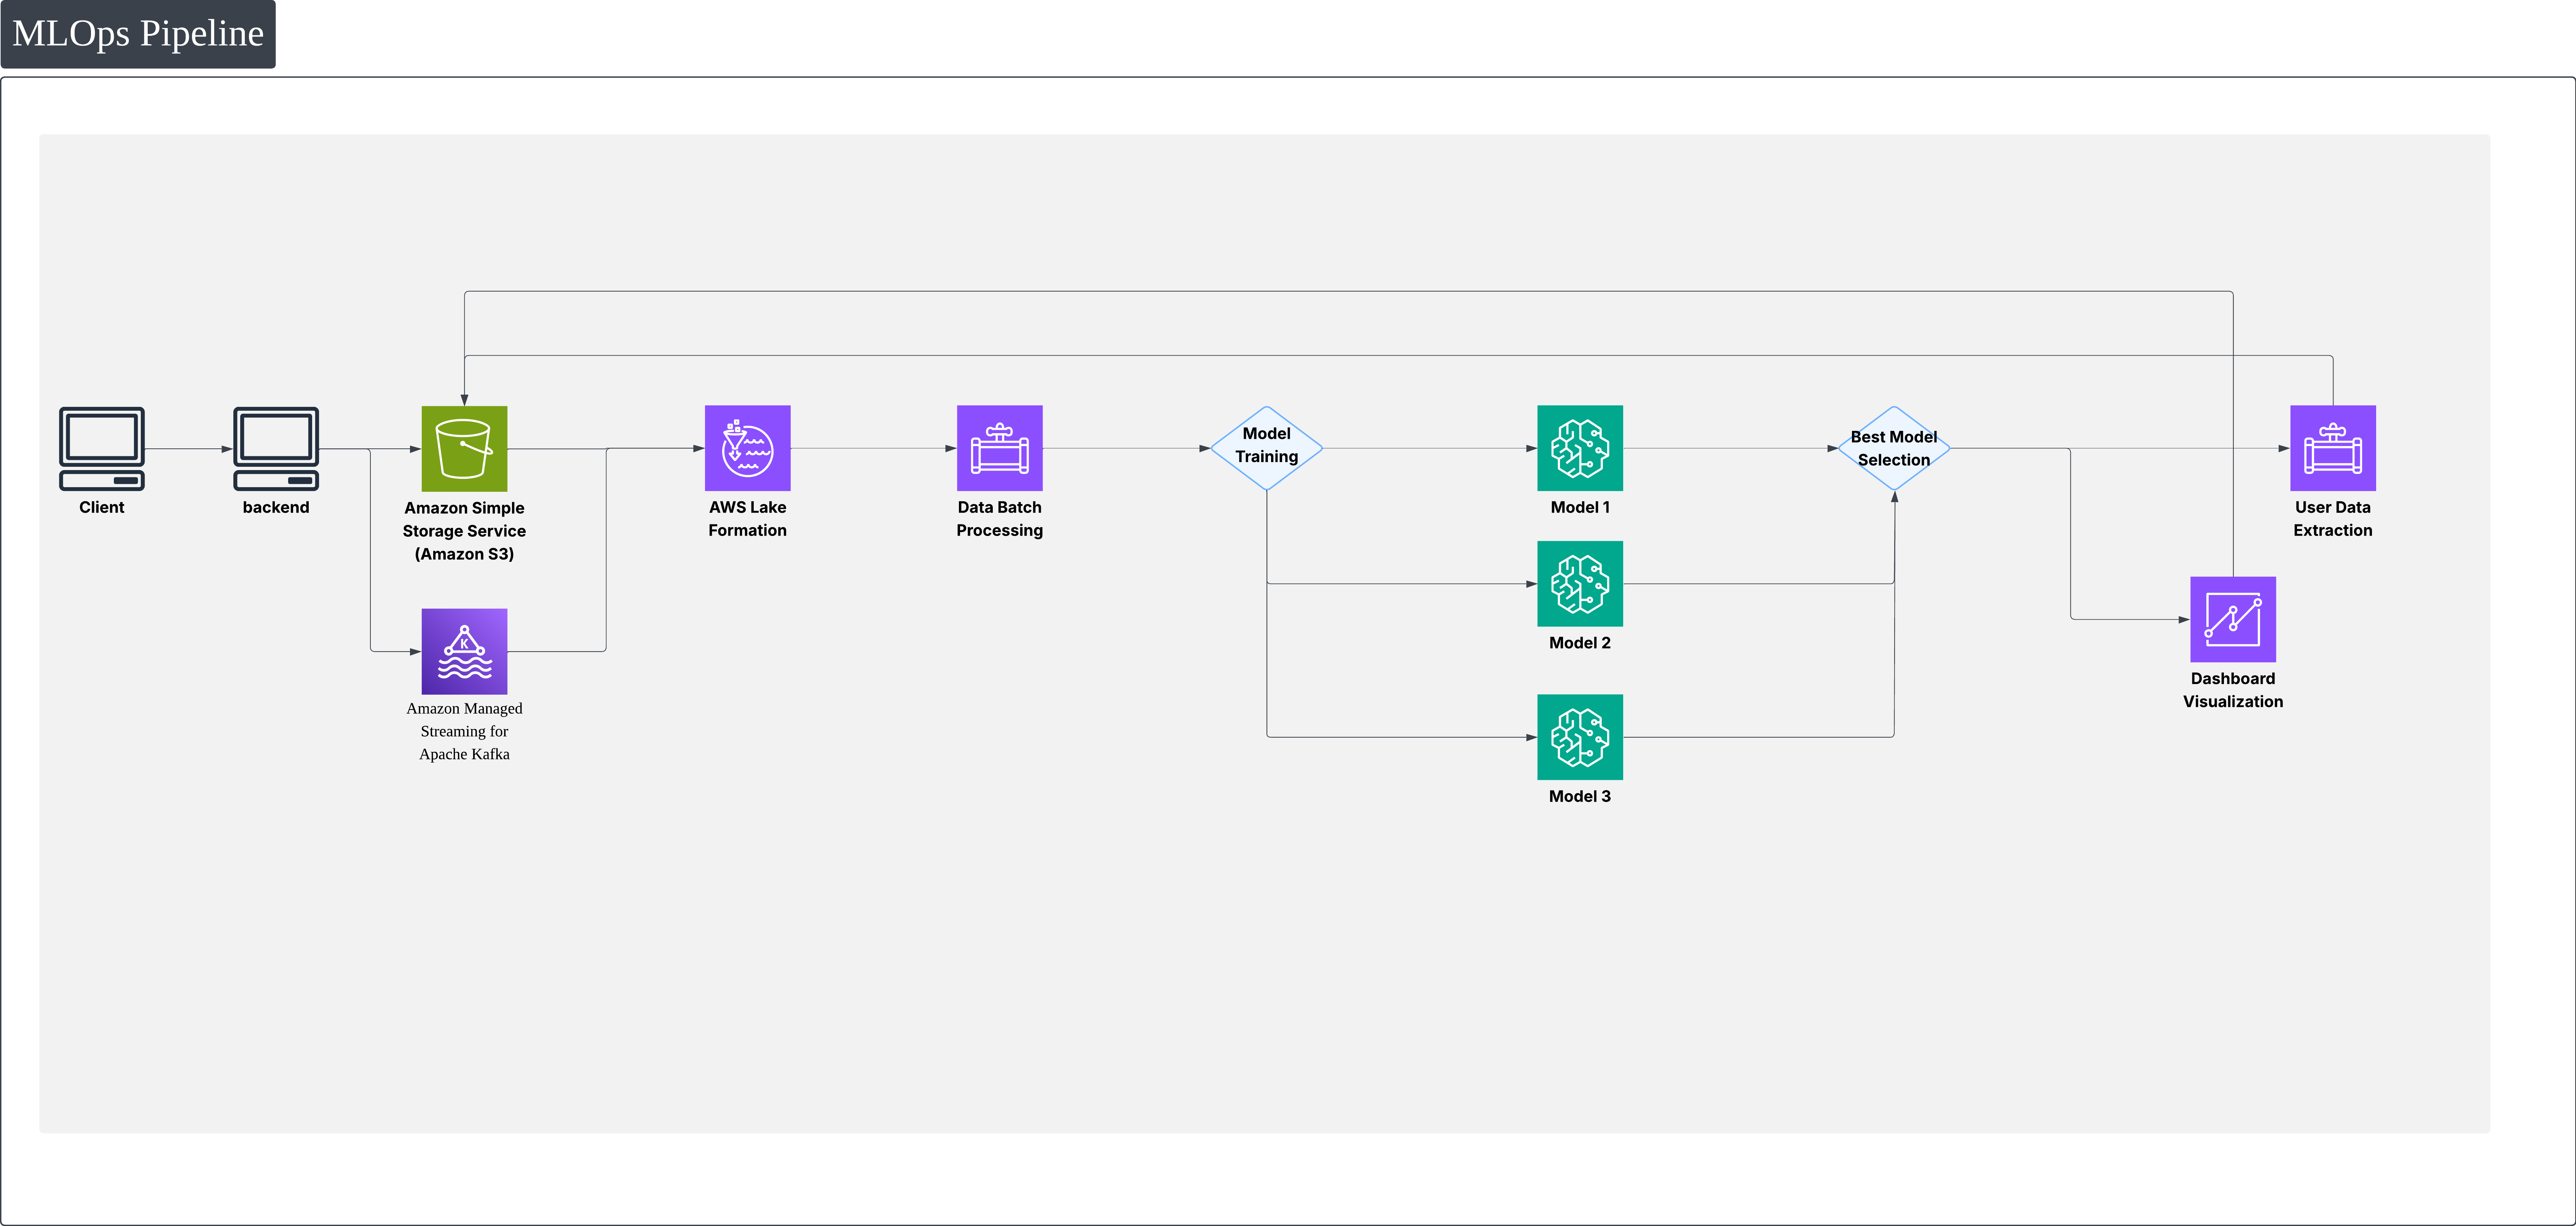 MLOps Pipeline
Client
backend
Amazon Simple
Storage Service
(Amazon S3)
K
Amazon Managed
Streaming for
Apache Kafka
AWS Lake
Formation
Data Batch
Processing
Model
Training
Model 1
Model 2
Model 3
Best Model
Selection
User Data
Extraction
Dashboard
Visualization